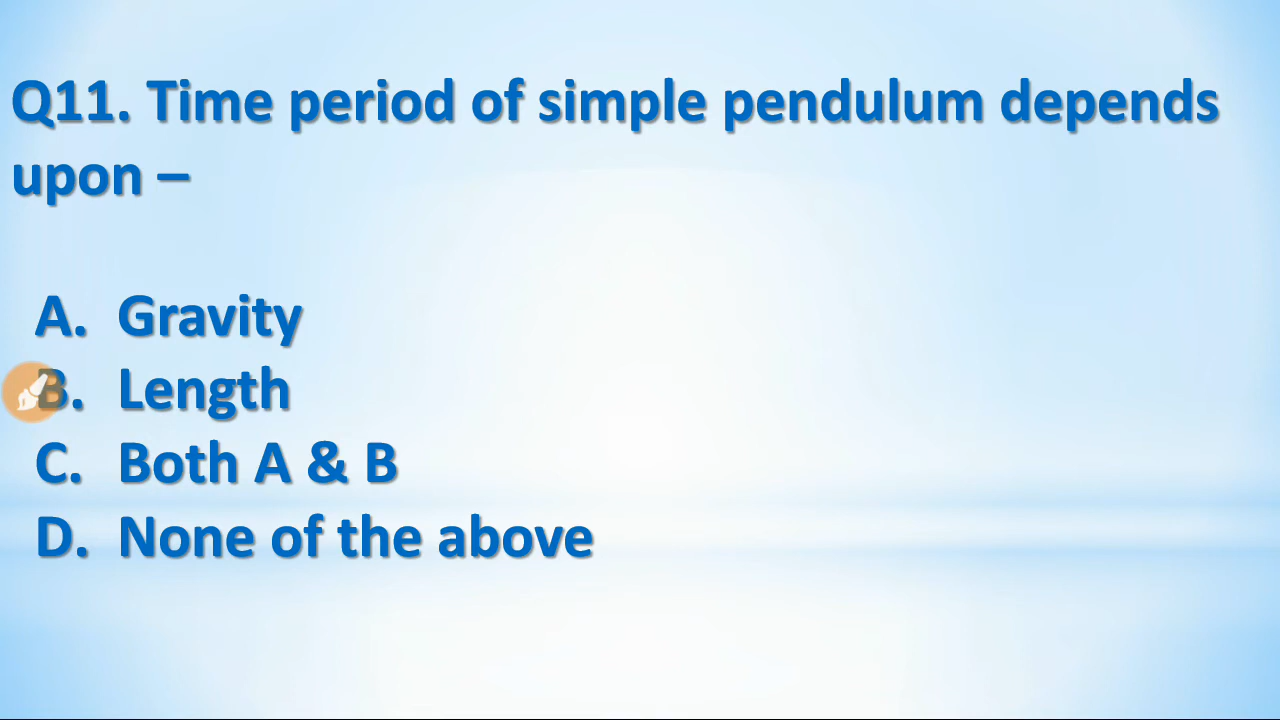 Q11. Time period of simple pendulum depends
upon –
A. Gravity
B. Length
C. Both A & B
D. None of the above